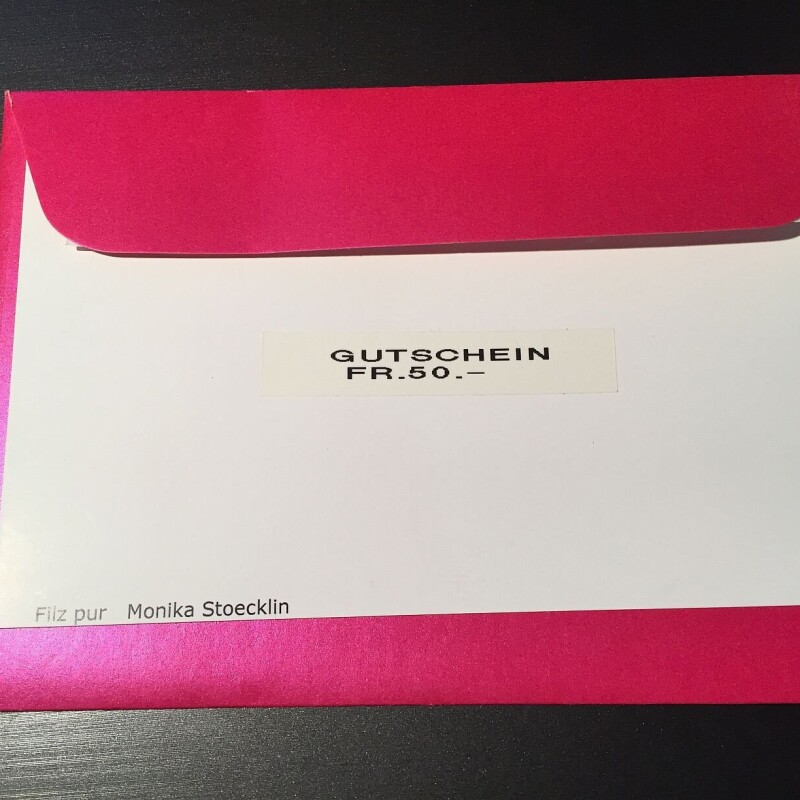 GUTSCHEIN
FR.50.–
Filz pur Monika Stoecklin